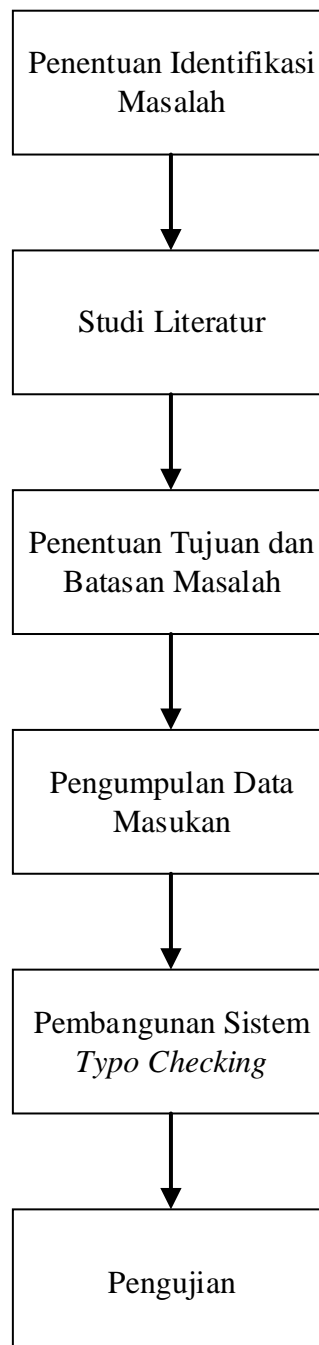 Penentuan Identifikasi
Masalah
Studi Literatur
Penentuan Tujuan dan
Batasan Masalah
Pengumpulan Data
Masukan
Pembangunan Sistem
Typo Checking
Pengujian